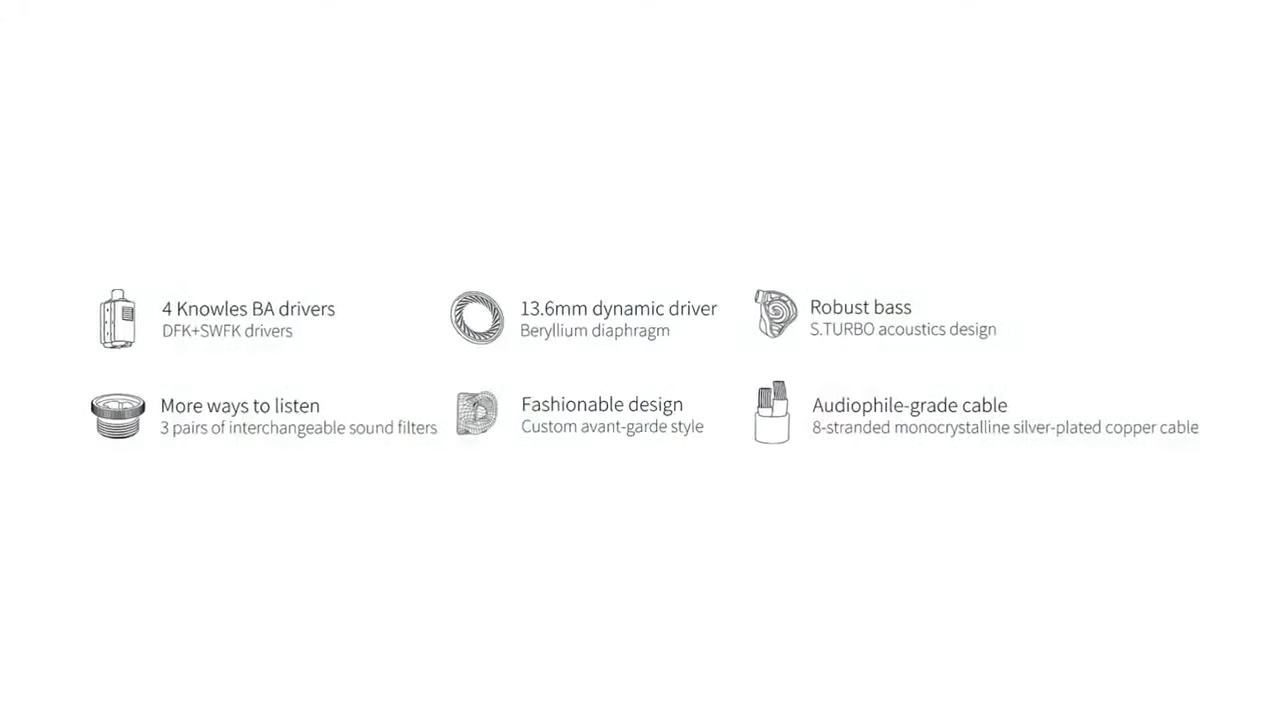 4 Knowles BA drivers
DFK+SWFK drivers
13.6mm dynamic driver
Beryllium diaphragm
Robust bass
S.TURBO acoustics design
More ways to listen
3 pairs of interchangeable sound filters
Fashionable design
Custom avant-garde style
Audiophile-grade cable
8-stranded monocrystalline silver-plated copper cable